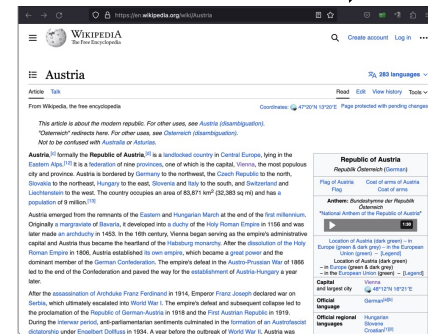 https://en.wikipedia.org/wiki/Austria
WIKIPEDIA
The Free Encyclopedia
Create account Log in
Austria
283 languages
Article Talk
Read Edit View history Tools
From Wikipedia, the free encyclopedia
Coordinates: 47°20′N 13°20′E Page protected with pending changes
This article is about the modern republic. For other uses, see Austria (disambiguation).
"Österreich" redirects here. For other uses, see Österreich (disambiguation).
Not to be confused with Australia or Asturias.
Austria, formally the Republic of Austria, is a landlocked country in Central Europe, lying in the
Eastern Alps.[12] It is a federation of nine provinces, one of which is the capital, Vienna, the most populous
city and province. Austria is bordered by Germany to the northwest, the Czech Republic to the north,
Slovakia to the northeast, Hungary to the east, Slovenia and Italy to the south, and Switzerland and
Liechtenstein to the west. The country occupies an area of 83,871 km² (32,383 sq mi) and has a
population of 9 million.[13]
Austria emerged from the remnants of the Eastern and Hungarian March at the end of the first millennium.
Originally a margraviate of Bavaria, it developed into a duchy of the Holy Roman Empire in 1156 and was
later made an archduchy in 1453. In the 16th century, Vienna began serving as the empire's administrative
capital and Austria thus became the heartland of the Habsburg monarchy. After the dissolution of the Holy
Roman Empire in 1806, Austria established its own empire, which became a great power and the
dominant member of the German Confederation. The empire's defeat in the Austro-Prussian War of 1866
led to the end of the Confederation and paved the way for the establishment of Austria-Hungary a year
later.
After the assassination of Archduke Franz Ferdinand in 1914, Emperor Franz Joseph declared war on
Serbia, which ultimately escalated into World War I. The empire's defeat and subsequent collapse led to
the proclamation of the Republic of German-Austria in 1918 and the First Austrian Republic in 1919.
During the interwar period, anti-parliamentarian sentiments culminated in the formation of an Austrofascist
dictatorship under Engelbert Dollfuss in 1934. A year before the outbreak of World War II, Austria was
Republic of Austria
Republik Österreich (German)
Flag of Austria Coat of arms of Austria
Flag Coat of arms
Anthem: Bundeshymne der Republik
Österreich
"National Anthem of the Republic of Austria"
1:30
Location of Austria (dark green) – in
Europe (green & dark grey) – in the European
Union (green) – [Legend]
Location of Austria (dark green)
– in Europe (green & dark grey)
– in the European Union (green) – [Legend]
Capital
and largest city
Vienna
48°12′N 16°21′E
Official
language
German
Official regional
languages
Hungarian
Slovene
Croatian